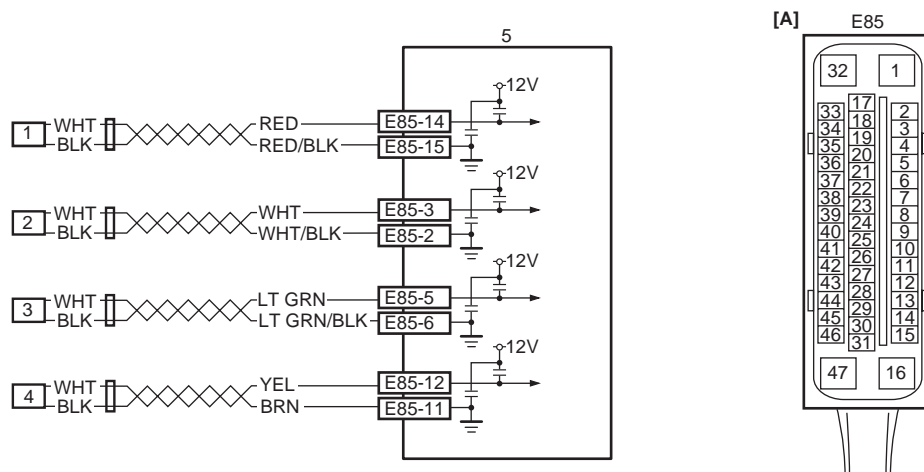 5
12V
1
WHT
BLK
RED
RED/BLK
E85-14
E85-15
12V
2
WHT
BLK
WHT
WHT/BLK
E85-3
E85-2
12V
3
WHT
BLK
LT GRN
LT GRN/BLK
E85-5
E85-6
12V
4
WHT
BLK
YEL
BRN
E85-12
E85-11
[A]
E85
32
1
33
34
35
36
37
38
39
40
41
42
43
44
45
46
17
18
19
20
21
22
23
24
25
26
27
28
29
30
31
2
3
4
5
6
7
8
9
10
11
12
13
14
15
47
16